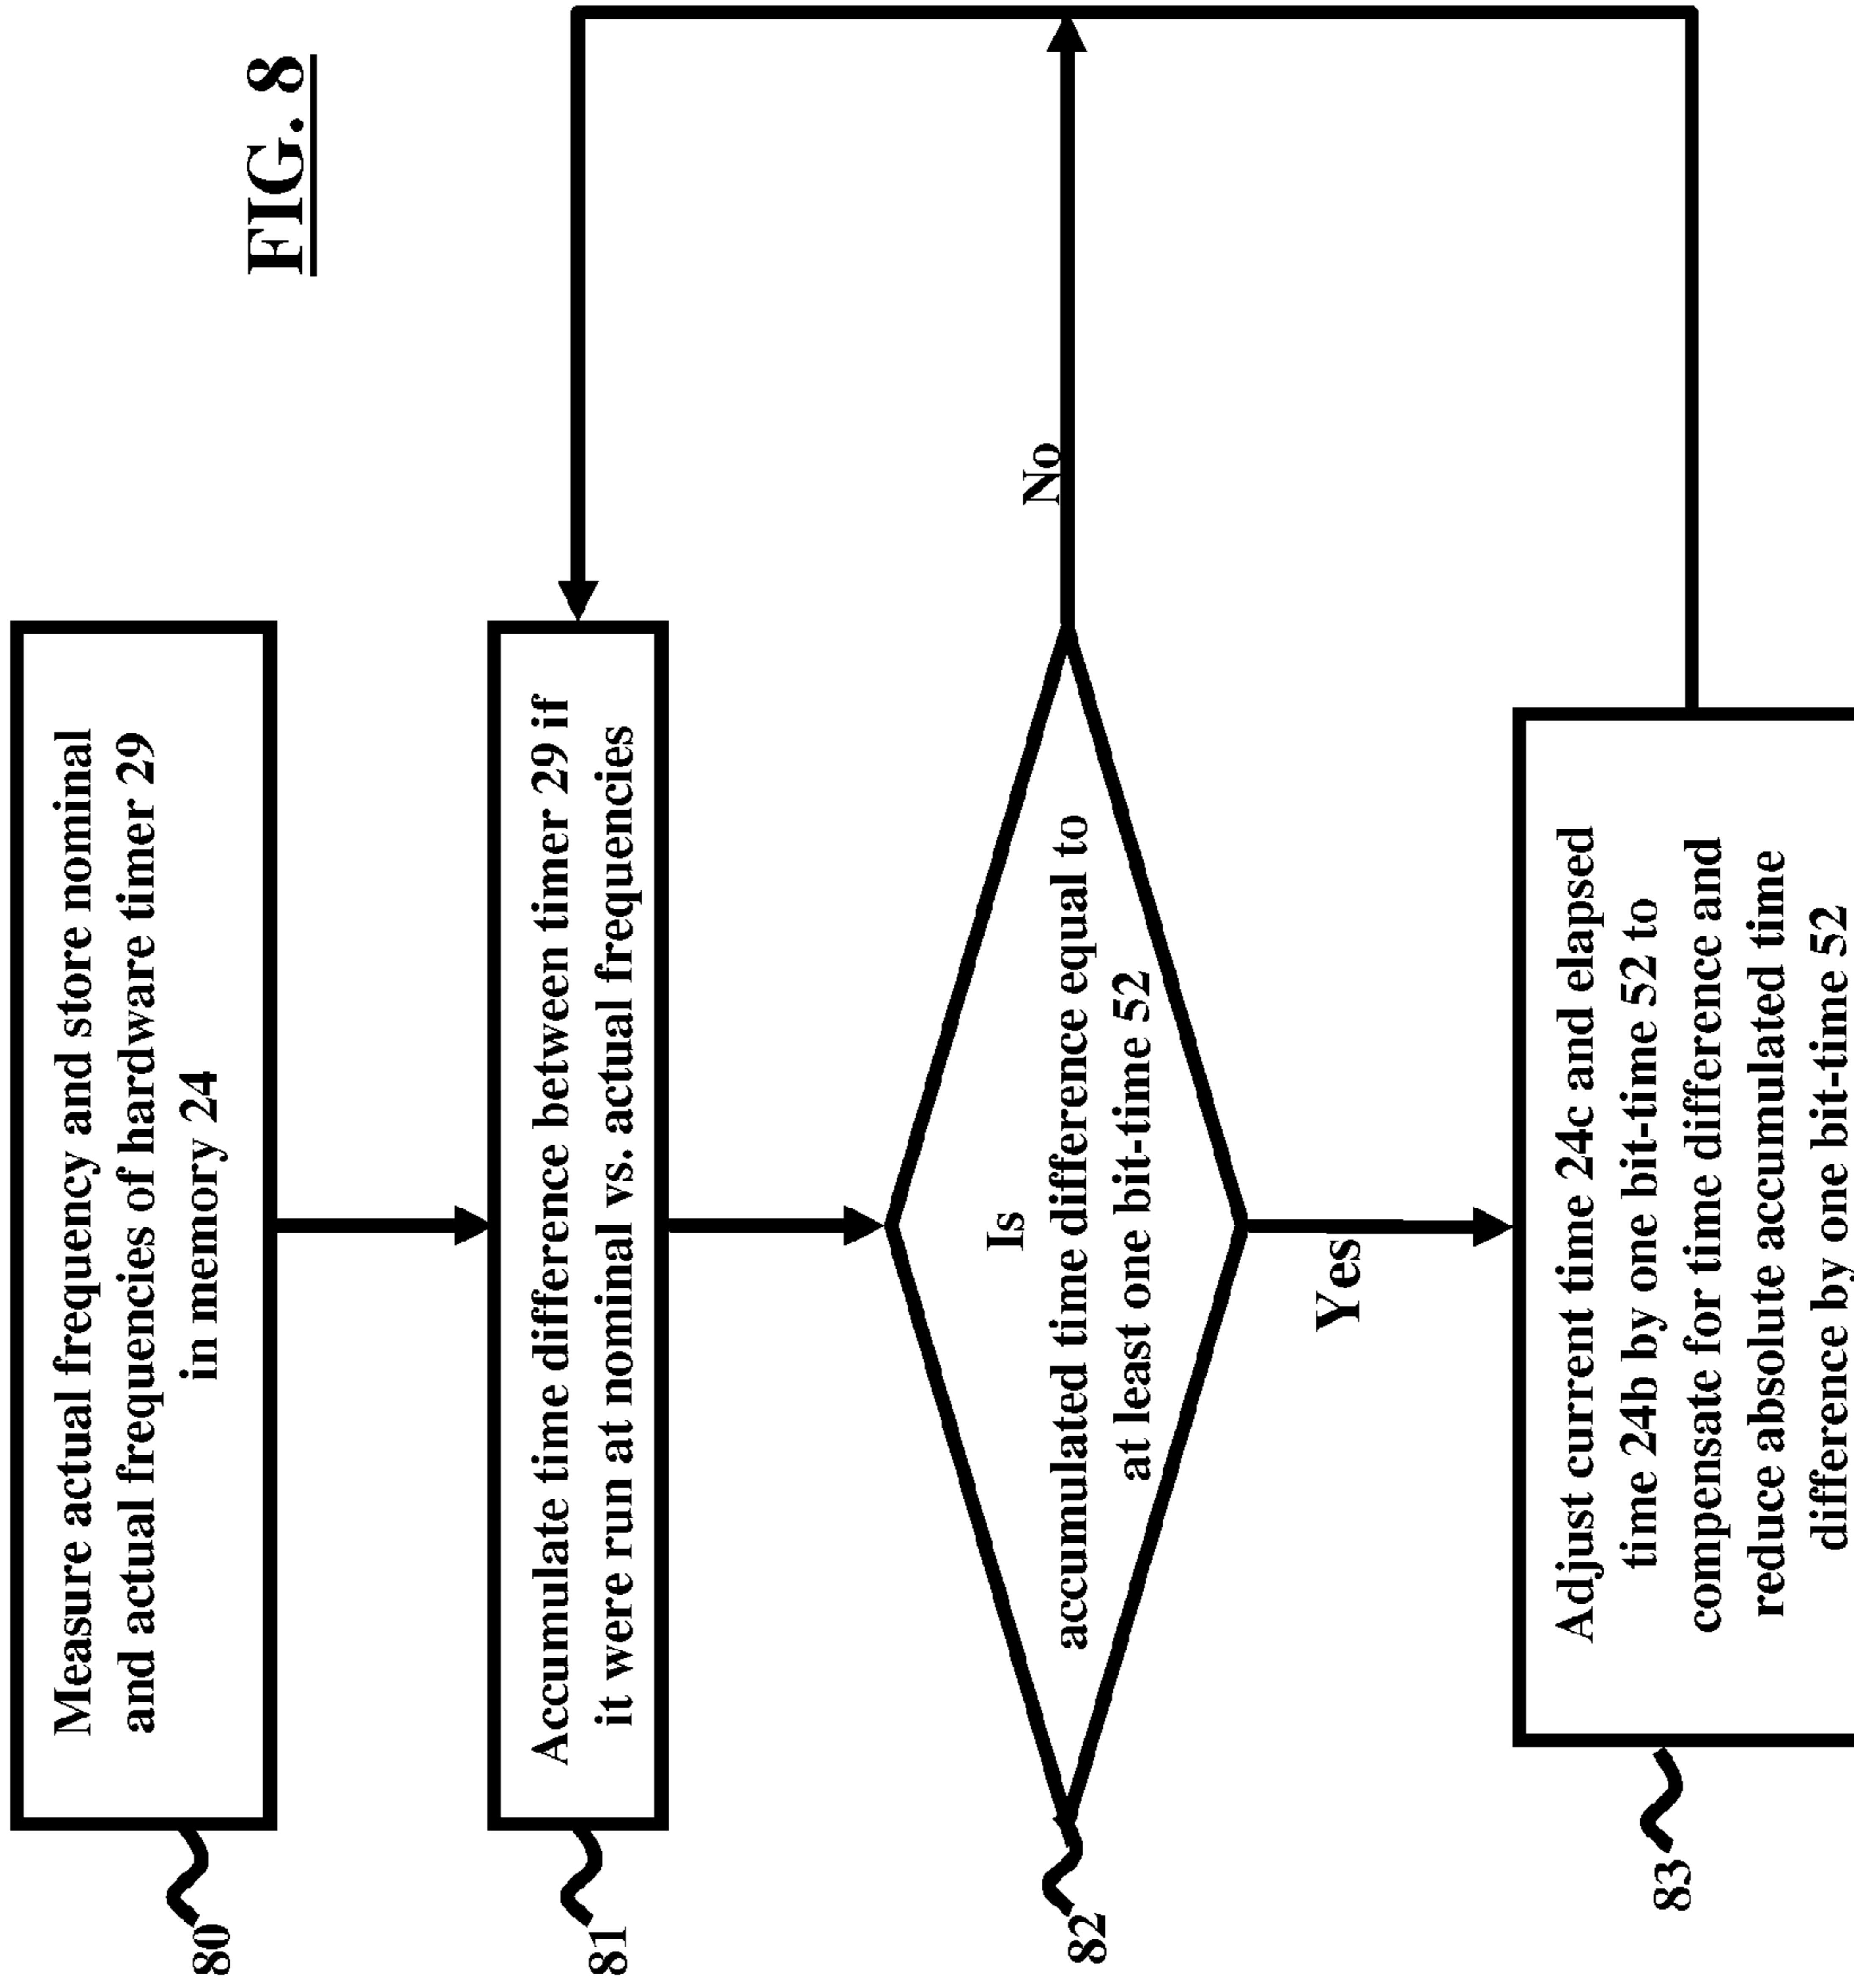 FIG. 8
Measure actual frequency and store nominal
and actual frequencies of hardware timer 29
in memory 24
80
Accumulate time difference between timer 29 if
it were run at nominal vs. actual frequencies
81
Is
accumulated time difference equal to
at least one bit-time 52
82
No
Yes
Adjust current time 24c and elapsed
time 24b by one bit-time 52 to
compensate for time difference and
reduce absolute accumulated time
difference by one bit-time 52
83